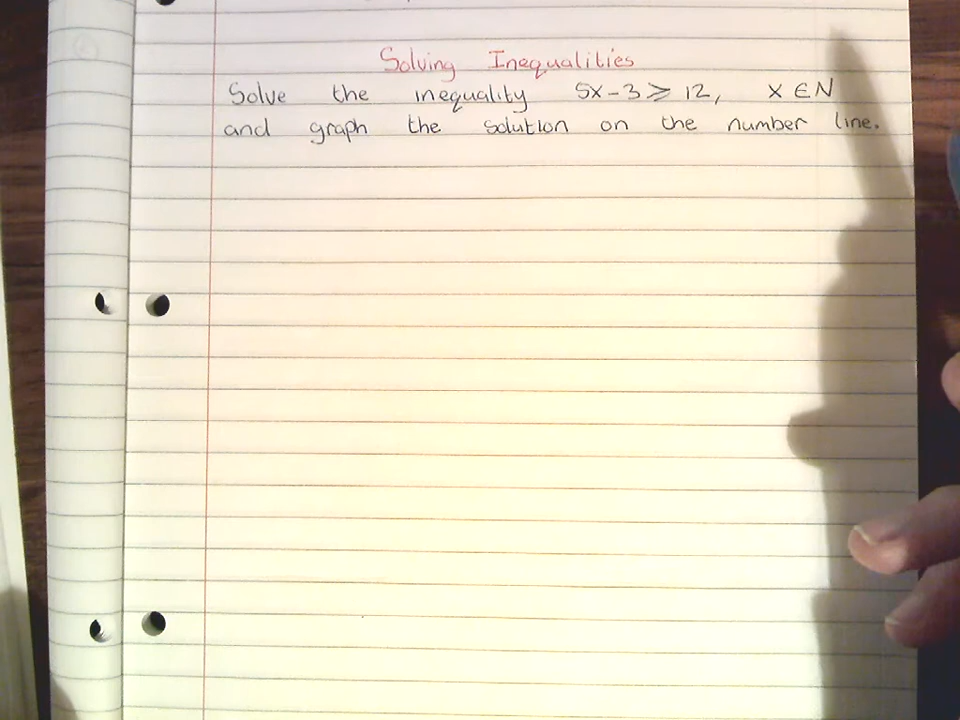 Solving Inequalities
Solve the inequality 5x-3⩾12, x∈N
and graph the solution on the number line.